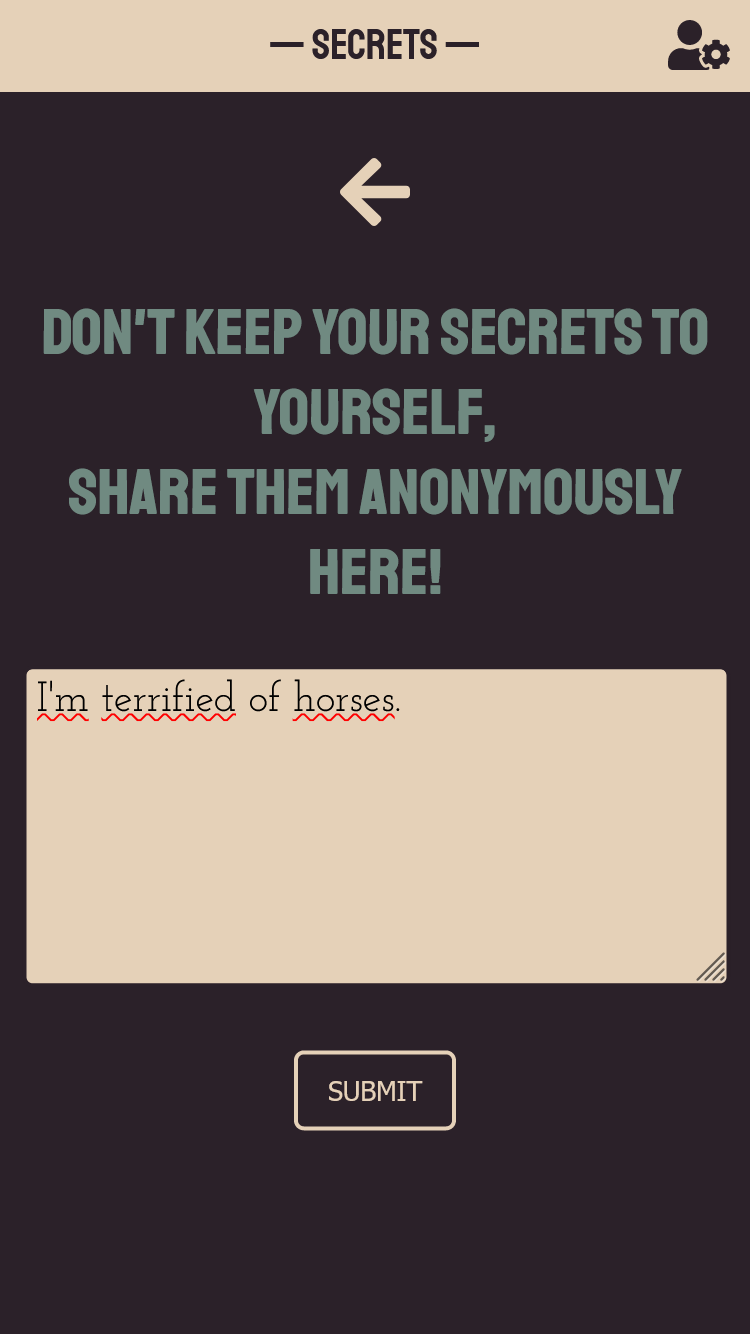 — SECRETS —
DON'T KEEP YOUR SECRETS TO
YOURSELF,
SHARE THEM ANONYMOUSLY
HERE!
I'm terrified of horses.
SUBMIT